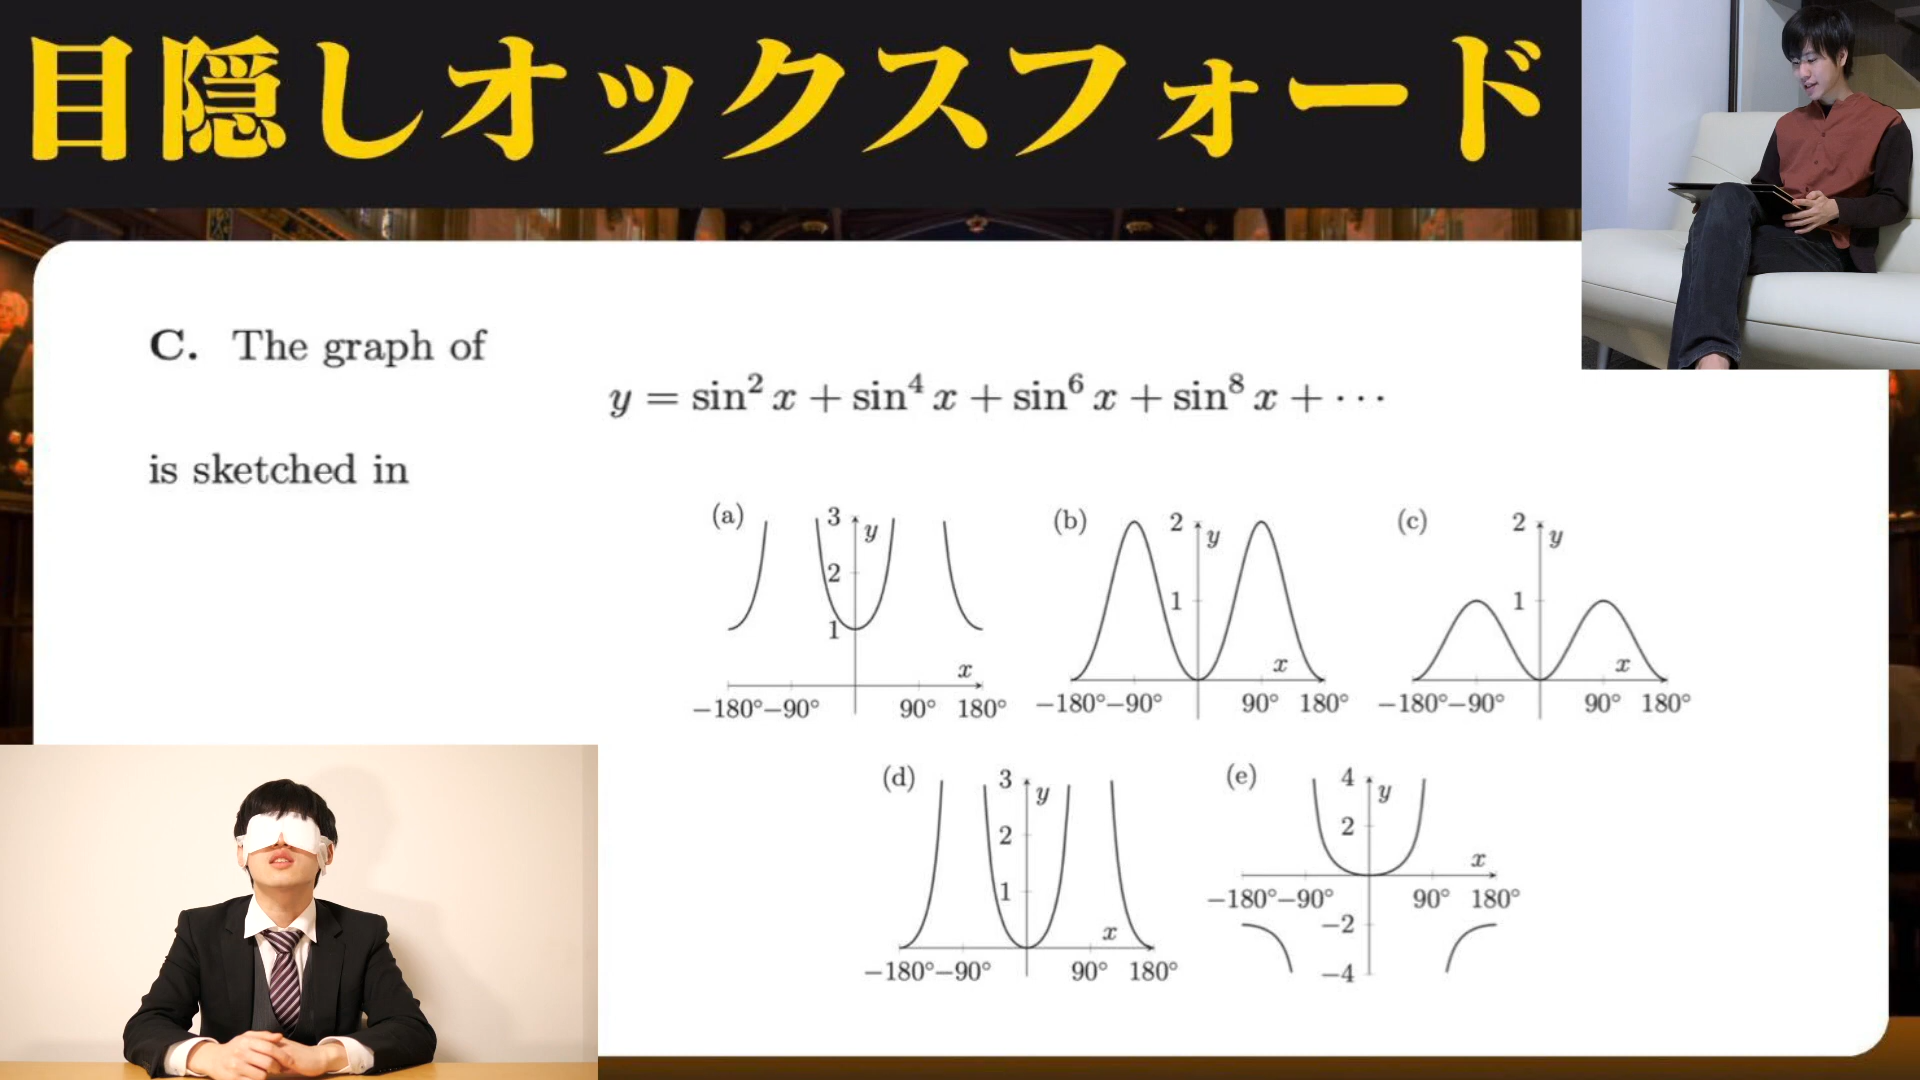 目隠しオックスフォード
C. The graph of
y = sin² x + sin⁴ x + sin⁶ x + sin⁸ x + ···
is sketched in
(a) 3 y 2 1 x −180° −90° 90° 180°
(b) 2 y 1 x −180° −90° 90° 180°
(c) 2 y 1 x −180° −90° 90° 180°
(d) 3 y 2 1 x −180° −90° 90° 180°
(e) 4 y 2 x −180° −90° 90° 180° −2 −4